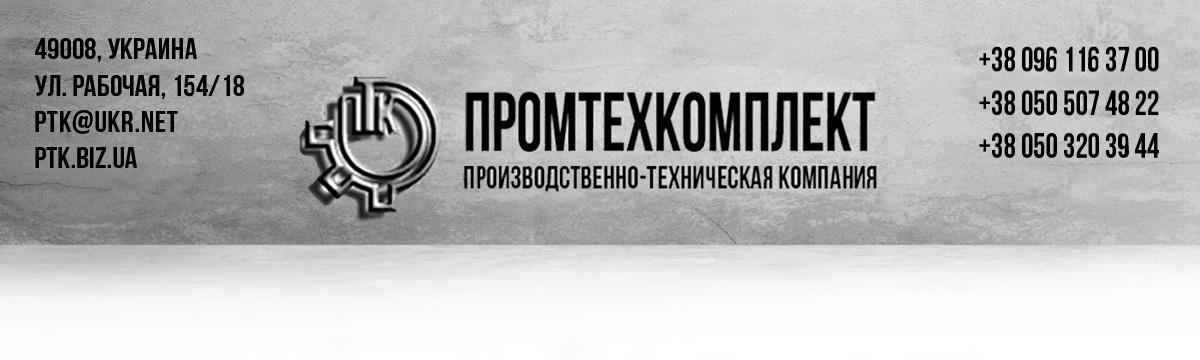 49008, УКРАИНА
УЛ. РАБОЧАЯ, 154/18
PTK@UKR.NET
PTK.BIZ.UA
ПТК
ПРОМТЕХКОМПЛЕКТ
ПРОИЗВОДСТВЕННО-ТЕХНИЧЕСКАЯ КОМПАНИЯ
+38 096 116 37 00
+38 050 507 48 22
+38 050 320 39 44